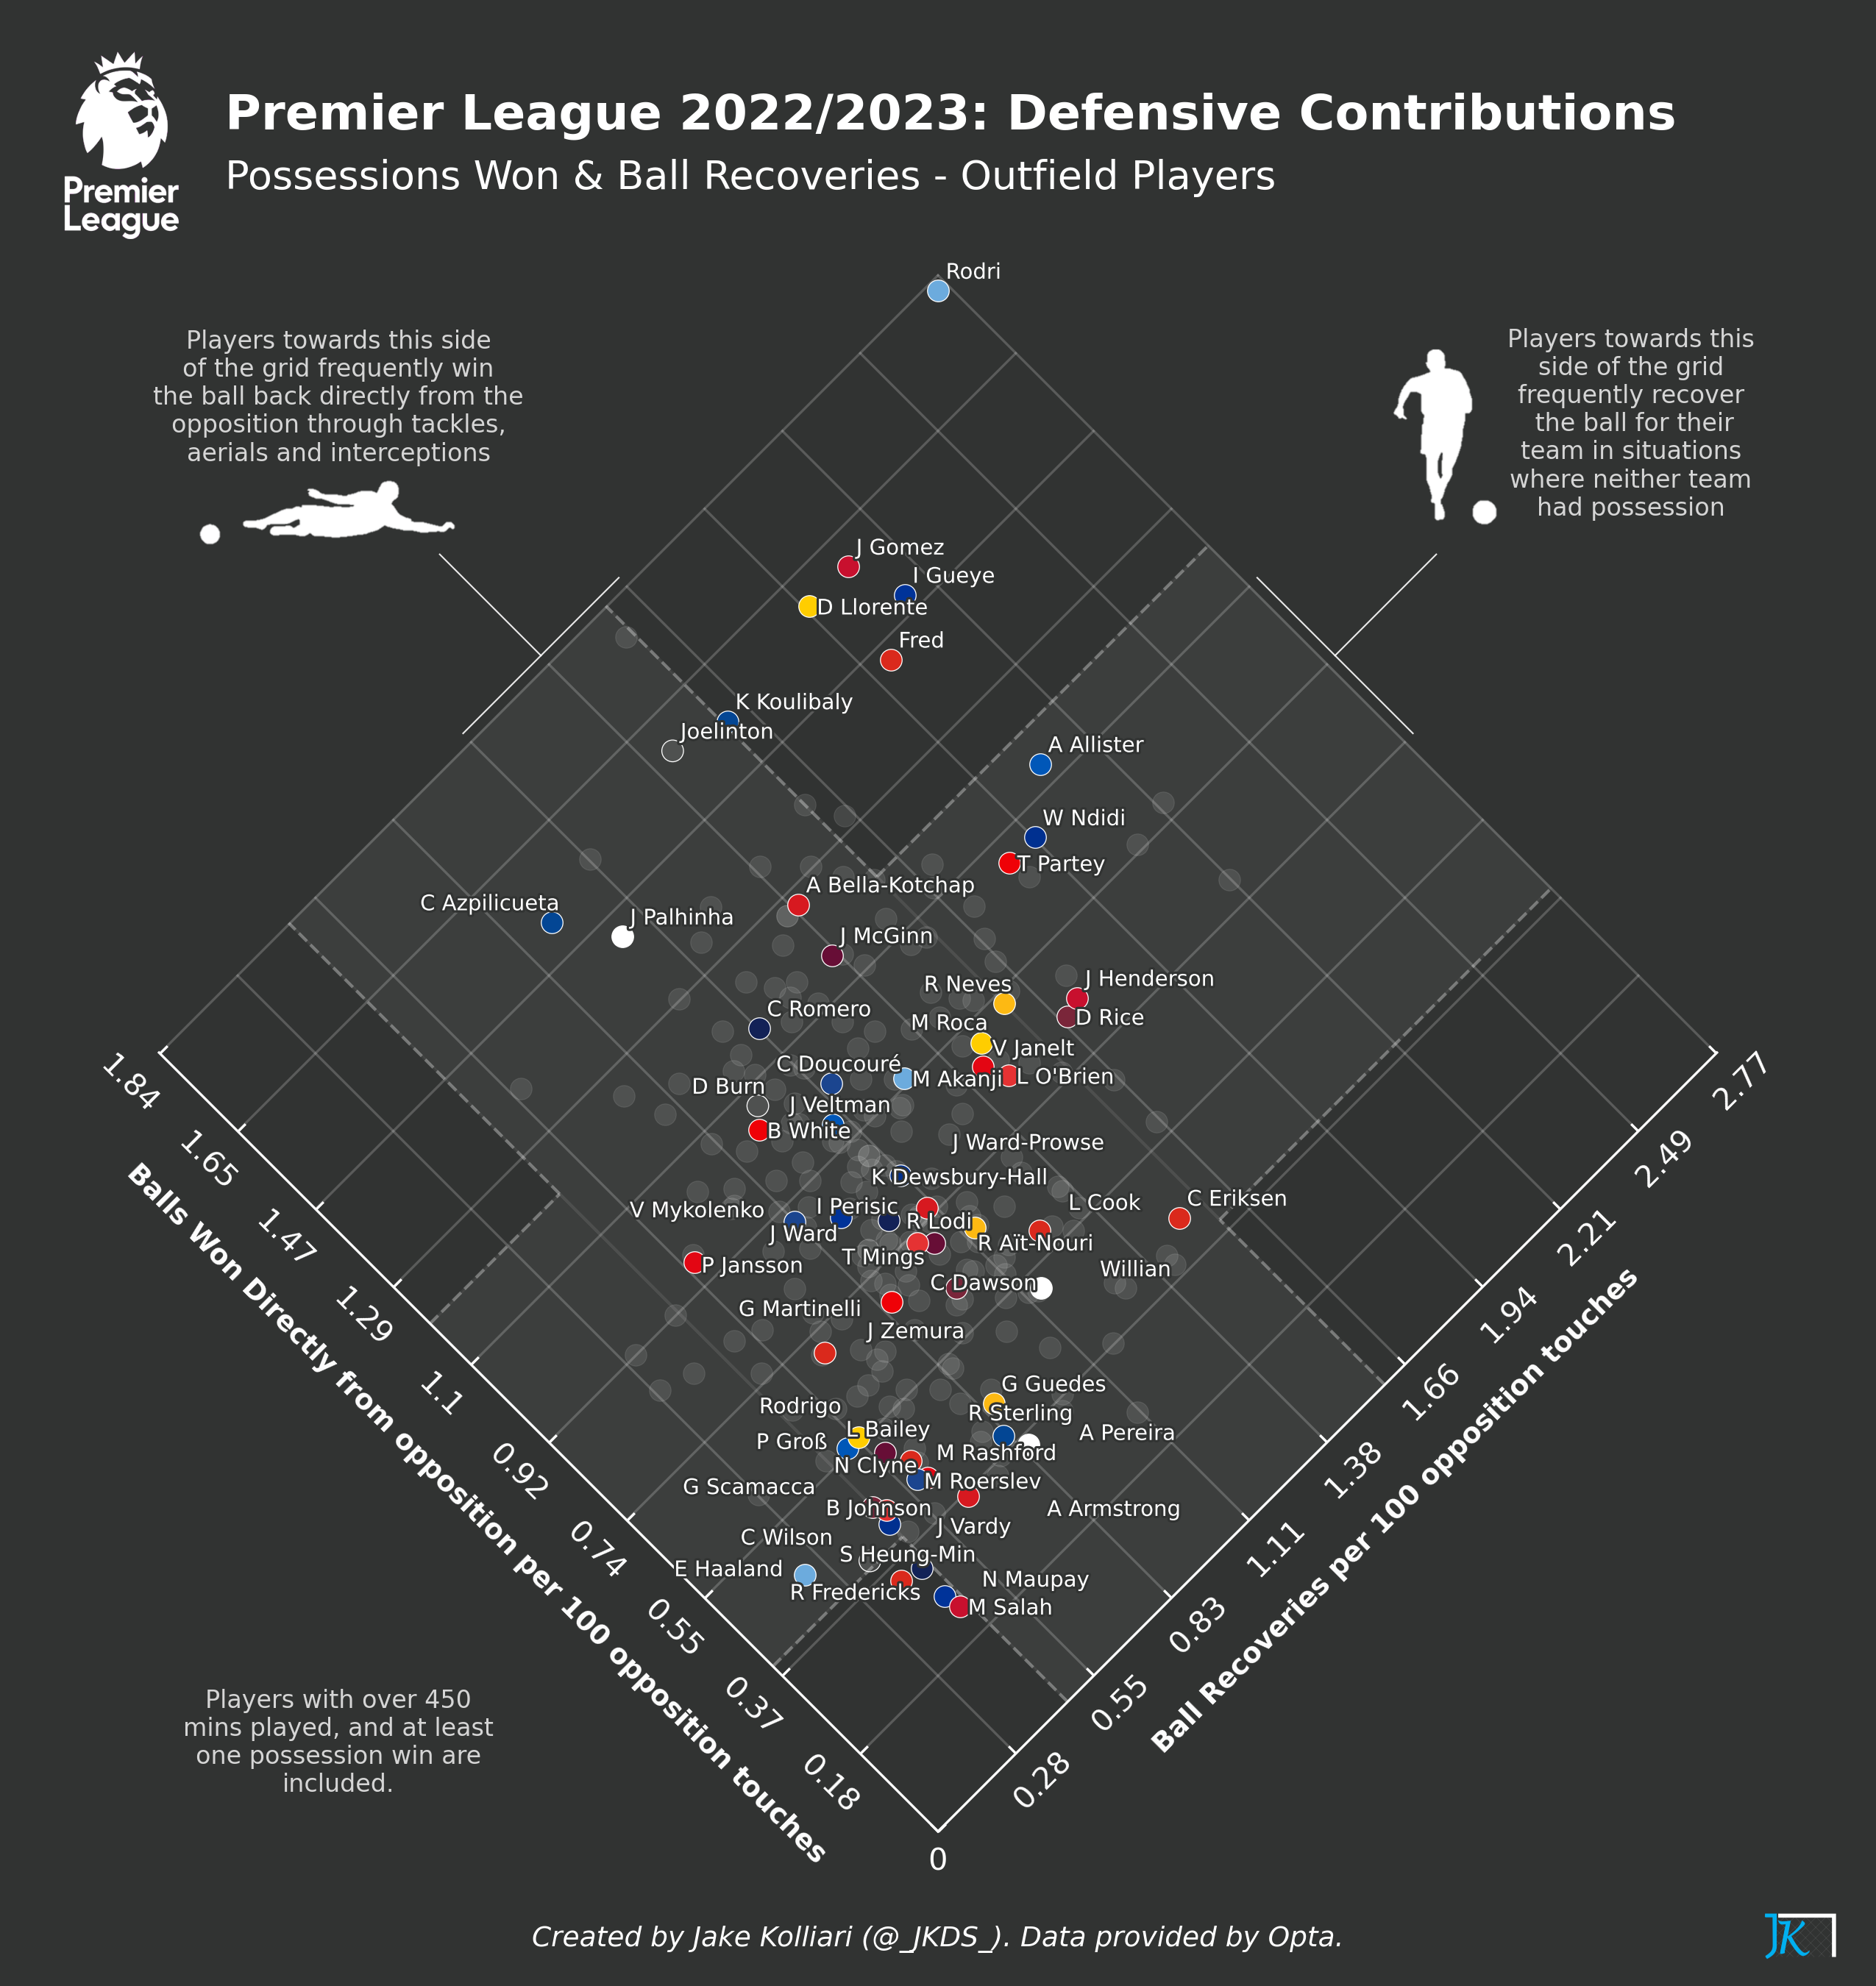 Premier League 2022/2023: Defensive Contributions
Possessions Won & Ball Recoveries - Outfield Players
Premier
League
Rodri
Players towards this side
of the grid frequently win
the ball back directly from the
opposition through tackles,
aerials and interceptions
Players towards this
side of the grid
frequently recover
the ball for their
team in situations
where neither team
had possession
J Gomez
I Gueye
D Llorente
Fred
K Koulibaly
Joelinton
A Allister
W Ndidi
T Partey
A Bella-Kotchap
C Azpilicueta
J Palhinha
J McGinn
J Henderson
R Neves
C Romero
D Rice
M Roca
V Janelt
C Doucouré
M Akanji
L O'Brien
D Burn
J Veltman
B White
J Ward-Prowse
K Dewsbury-Hall
C Eriksen
L Cook
I Perisic
V Mykolenko
R Lodi
J Ward
R Aït-Nouri
T Mings
P Jansson
Willian
C Dawson
G Martinelli
J Zemura
G Guedes
Rodrigo
R Sterling
L Bailey
A Pereira
P Groß
M Rashford
N Clyne
M Roerslev
G Scamacca
B Johnson
A Armstrong
J Vardy
C Wilson
S Heung-Min
E Haaland
N Maupay
R Fredericks
M Salah
1.84
1.65
1.47
1.29
1.1
0.92
0.74
0.55
0.37
0.18
0
0.28
0.55
0.83
1.11
1.38
1.66
1.94
2.21
2.49
2.77
Balls Won Directly from opposition per 100 opposition touches
Ball Recoveries per 100 opposition touches
Players with over 450
mins played, and at least
one possession win are
included.
Created by Jake Kolliari (@_JKDS_). Data provided by Opta.
JK